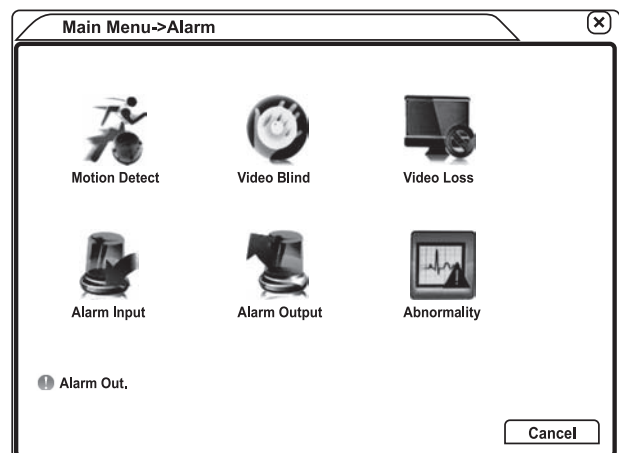 Main Menu->Alarm
Motion Detect
Video Blind
Video Loss
Alarm Input
Alarm Output
Abnormality
Alarm Out.
Cancel